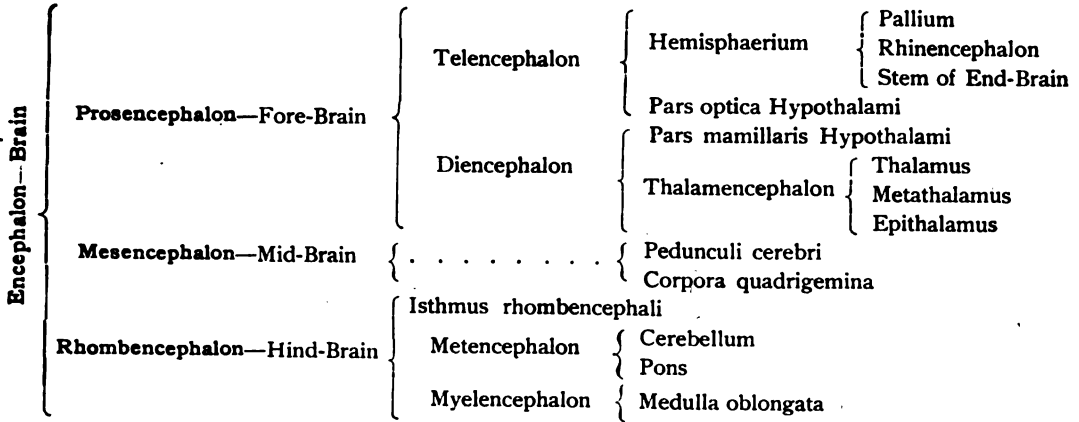 Encephalon—Brain
Prosencephalon—Fore-Brain
Telencephalon
Hemisphaerium
Pallium
Rhinencephalon
Stem of End-Brain
Pars optica Hypothalami
Diencephalon
Pars mamillaris Hypothalami
Thalamencephalon
Thalamus
Metathalamus
Epithalamus
Mesencephalon—Mid-Brain
. . . . . . . . .
Pedunculi cerebri
Corpora quadrigemina
Rhombencephalon—Hind-Brain
Isthmus rhombencephali
Metencephalon
Cerebellum
Pons
Myelencephalon
Medulla oblongata